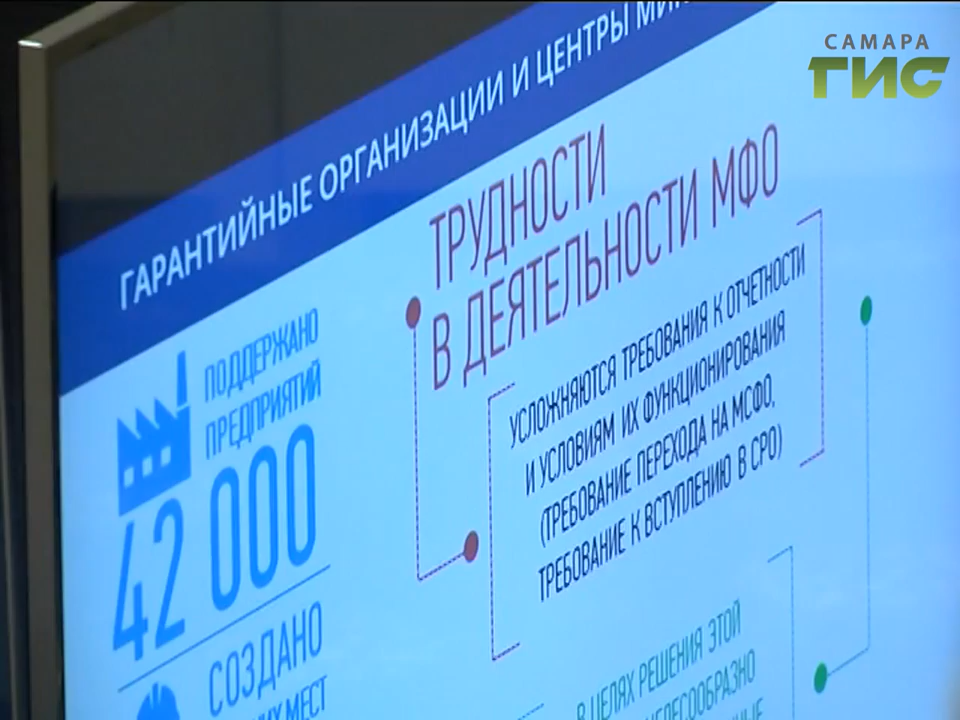 САМАРА
ГИС
ГАРАНТИЙНЫЕ ОРГАНИЗАЦИИ И ЦЕНТРЫ
ТРУДНОСТИ
В ДЕЯТЕЛЬНОСТИ МФО
ПОДДЕРЖАНО
ПРЕДПРИЯТИЙ
42 000
СОЗДАНО
МЕСТ
УСЛОЖНЯЮТСЯ ТРЕБОВАНИЯ К ОТЧЕТНОСТИ
И УСЛОВИЯМ ИХ ФУНКЦИОНИРОВАНИЯ
(ТРЕБОВАНИЕ ПЕРЕХОДА НА МСФО,
ТРЕБОВАНИЕ К ВСТУПЛЕНИЮ В СРО)
В ЦЕЛЯХ РЕШЕНИЯ ЭТОЙ